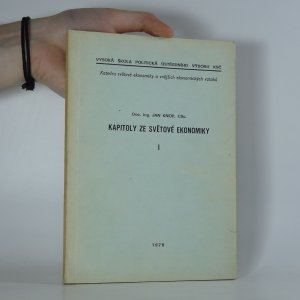 VYSOKÁ ŠKOLA POLITICKÁ ÚSTŘEDNÍHO VÝBORU KSČ
Katedra světové ekonomiky a vnějších ekonomických vztahů
Doc. Ing. JAN KNOP, CSc.
KAPITOLY ZE SVĚTOVÉ EKONOMIKY
I
1979